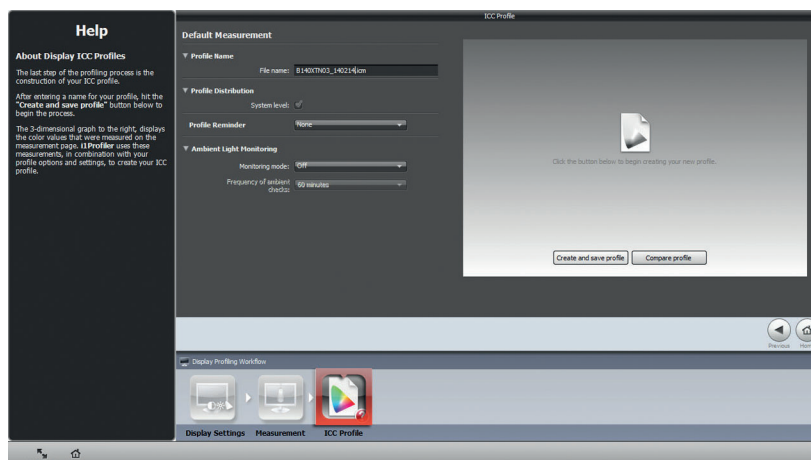 ICC Profile
Help
About Display ICC Profiles
The last step of the profiling process is the
construction of your ICC profile.
After entering a name for your profile, hit the
"Create and save profile" button below to
begin the process.
The 3-dimensional graph to the right, displays
the color values that were measured on the
measurement page. i1Profiler uses these
measurements, in combination with your
profile options and settings, to create your ICC
profile.
Default Measurement
Profile Name
File name: B140XTN03_140214.icm
Profile Distribution
System level:
Profile Reminder None
Ambient Light Monitoring
Monitoring mode: Off
Frequency of ambient
checks: 60 minutes
Click the button below to begin creating your new profile.
Create and save profile Compare profile
Previous
Display Profiling Workflow
Display Settings Measurement ICC Profile